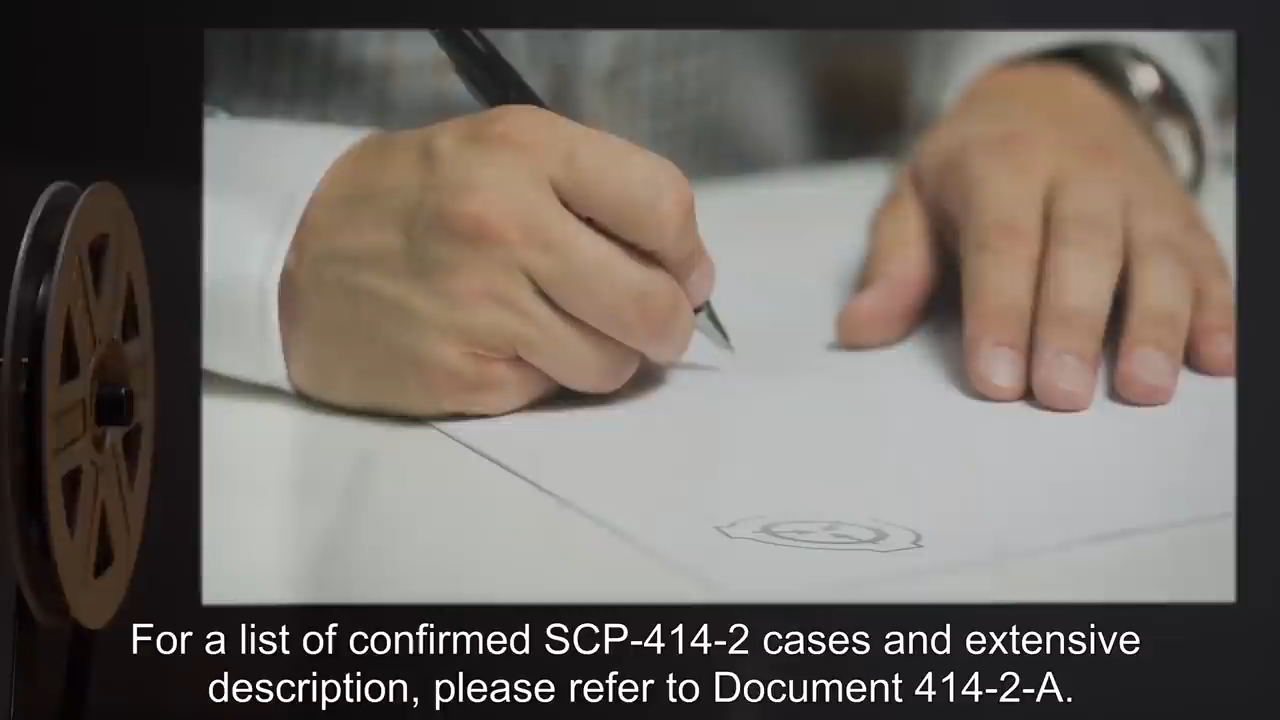 For a list of confirmed SCP-414-2 cases and extensive
description, please refer to Document 414-2-A.